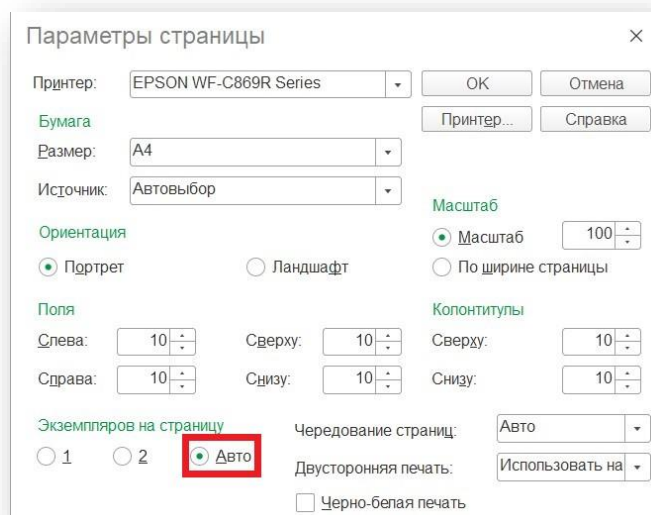 Параметры страницы
Принтер: EPSON WF-C869R Series OK Отмена
Бумага Принтер... Справка
Размер: A4
Источник: Автовыбор
Масштаб
Ориентация Масштаб 100
Портрет Ландшафт По ширине страницы
Поля Колонтитулы
Слева: 10 Сверху: 10 Сверху: 10
Справа: 10 Снизу: 10 Снизу: 10
Экземпляров на страницу Чередование страниц: Авто
1 2 Авто
Двусторонняя печать: Использовать на
Черно-белая печать